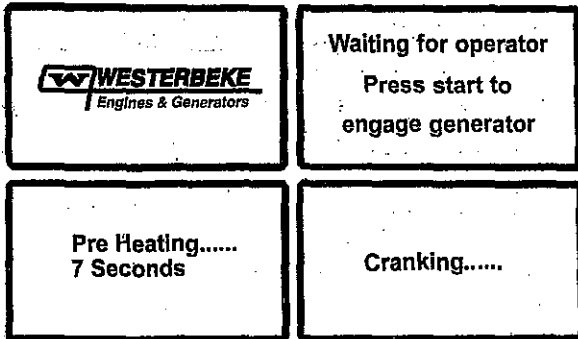 WESTERBEKE
Engines & Generators
Waiting for operator
Press start to
engage generator
Pre Heating......
7 Seconds
Cranking......